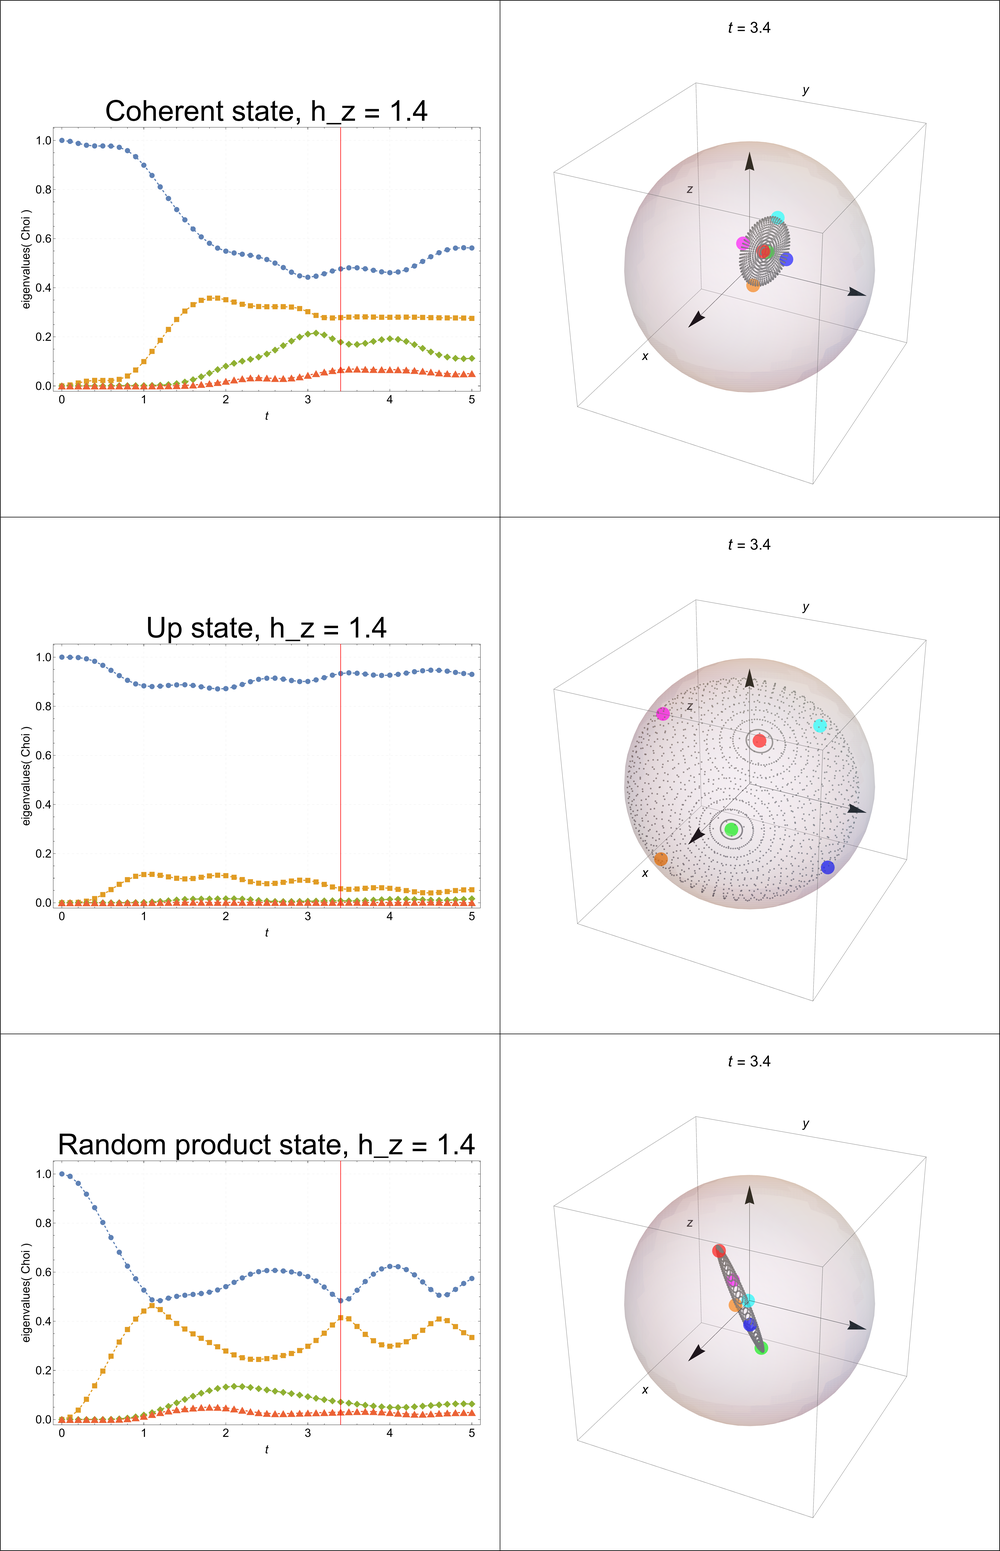 Coherent state, h_z = 1.4
eigenvalues( Choi )
1.0
0.8
0.6
0.4
0.2
0.0
0 1 2 3 4 5
t
t = 3.4
y
z
x
Up state, h_z = 1.4
eigenvalues( Choi )
1.0
0.8
0.6
0.4
0.2
0.0
0 1 2 3 4 5
t
t = 3.4
y
z
x
Random product state, h_z = 1.4
eigenvalues( Choi )
1.0
0.8
0.6
0.4
0.2
0.0
0 1 2 3 4 5
t
t = 3.4
y
z
x